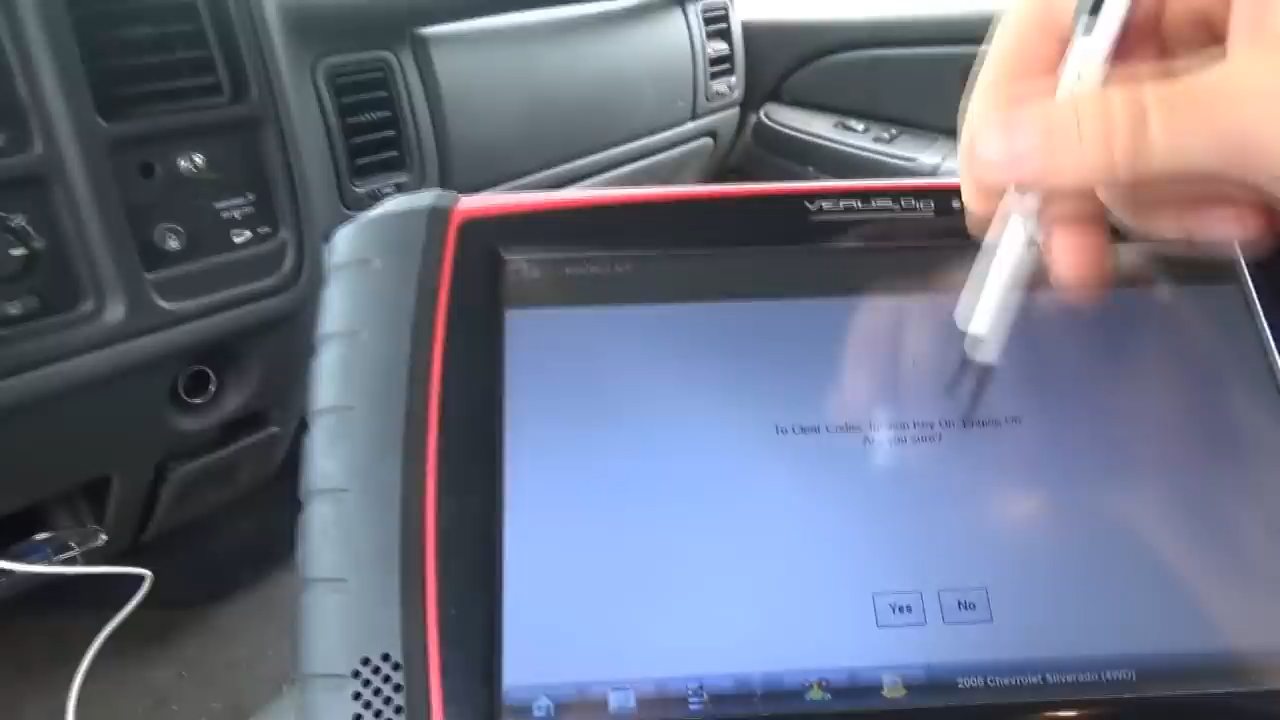 VERUS PRO
To Clear Codes, turn Key On, Engine Off
Are you sure?
Yes No
2006 Chevrolet Silverado (4WD)